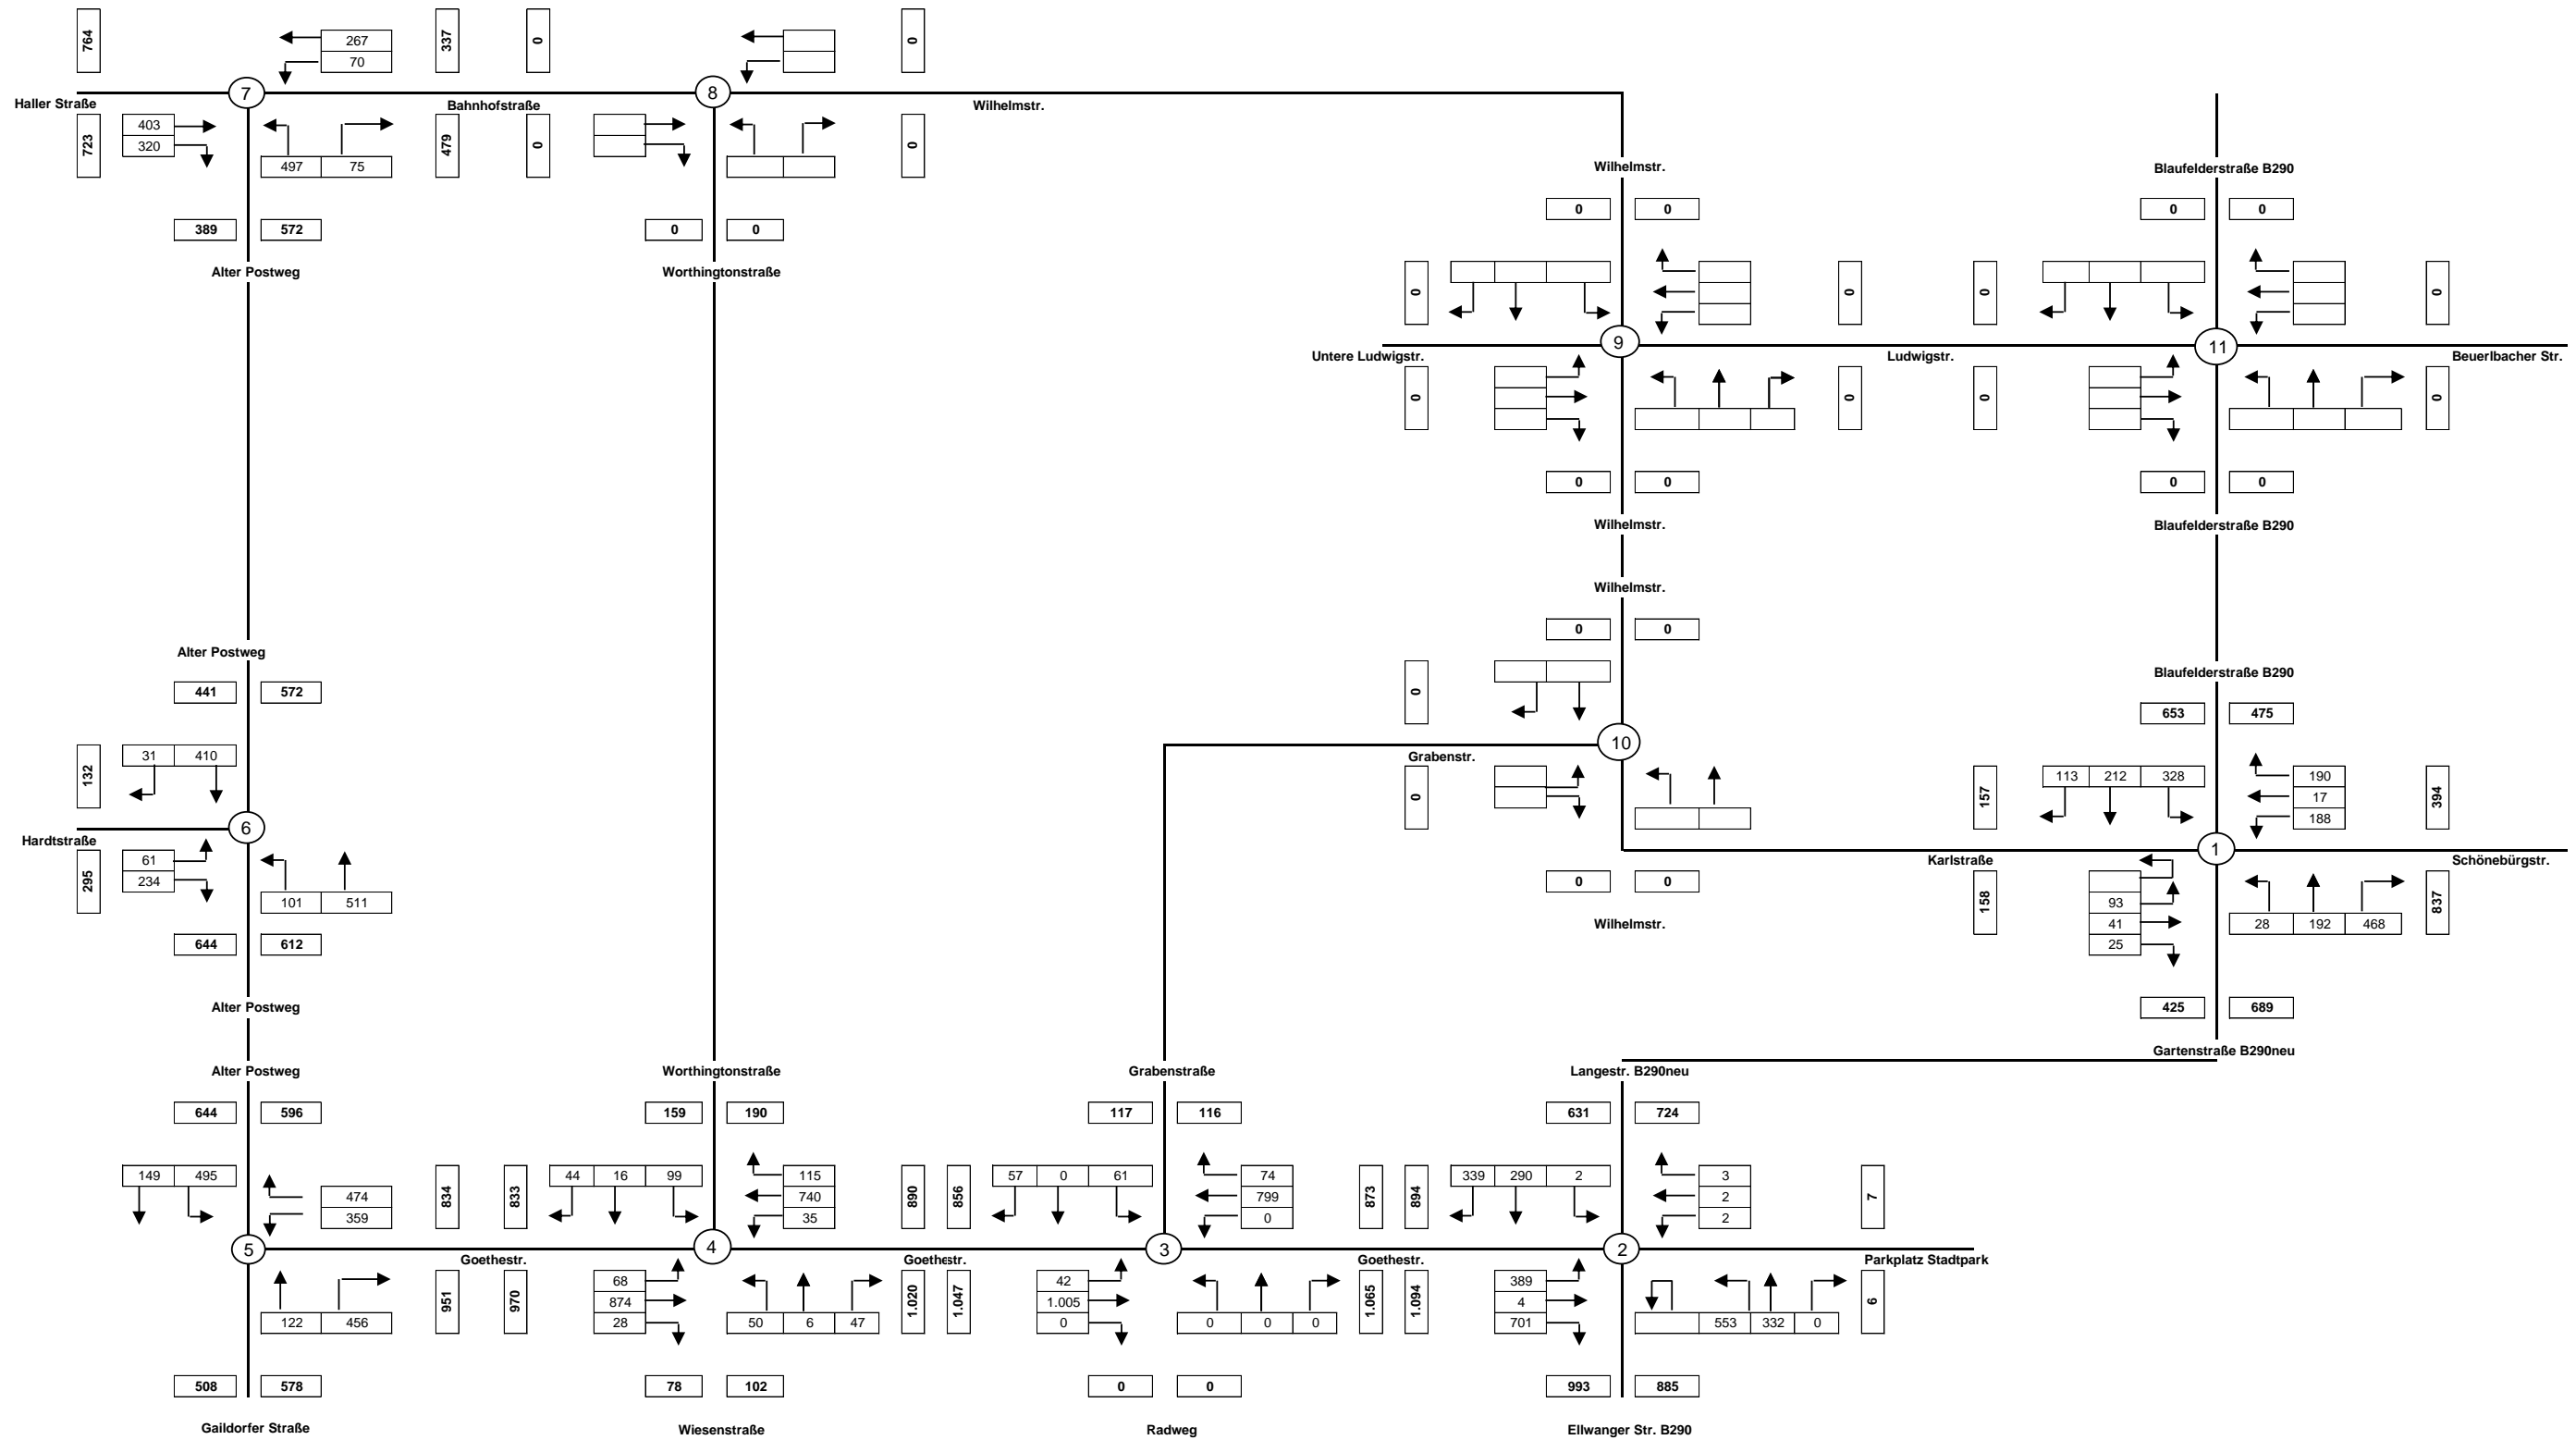 764
267
70
337
0
0
7
8
Haller Straße
Bahnhofstraße
Wilhelmstr.
723
403
320
497 75
479
0
0
389 572
0 0
Alter Postweg
Worthingtonstraße
Wilhelmstr.
Blaufelderstraße B290
0 0
0 0
0
0
0
0
9
11
Untere Ludwigstr.
Ludwigstr.
Beuerlbacher Str.
0
0
0
0
0 0
0 0
Wilhelmstr.
Blaufelderstraße B290
Wilhelmstr.
0 0
Alter Postweg
441 572
Blaufelderstraße B290
653 475
0
10
Grabenstr.
0
132
31 410
6
Hardtstraße
295
61
234
101 511
644 612
157
113 212 328
190
17
188
394
1
Karlstraße
Schönebürgstr.
158
93
41
25
28 192 468
837
0 0
Wilhelmstr.
425 689
Alter Postweg
Gartenstraße B290neu
Alter Postweg
Worthingtonstraße
Grabenstraße
Langestr. B290neu
644 596
159 190
117 116
631 724
149 495
474
359
834
833
44 16 99
115
740
35
890
856
57 0 61
74
799
0
873
894
339 290 2
3
2
2
7
5
4
3
2
Goethestr.
Goethestr.
Goethestr.
Parkplatz Stadtpark
122 456
951
970
68
874
28
50 6 47
1.020
1.047
42
1.005
0
0 0 0
1.065
1.094
389
4
701
553 332 0
6
508 578
78 102
0 0
993 885
Gaildorfer Straße
Wiesenstraße
Radweg
Ellwanger Str. B290